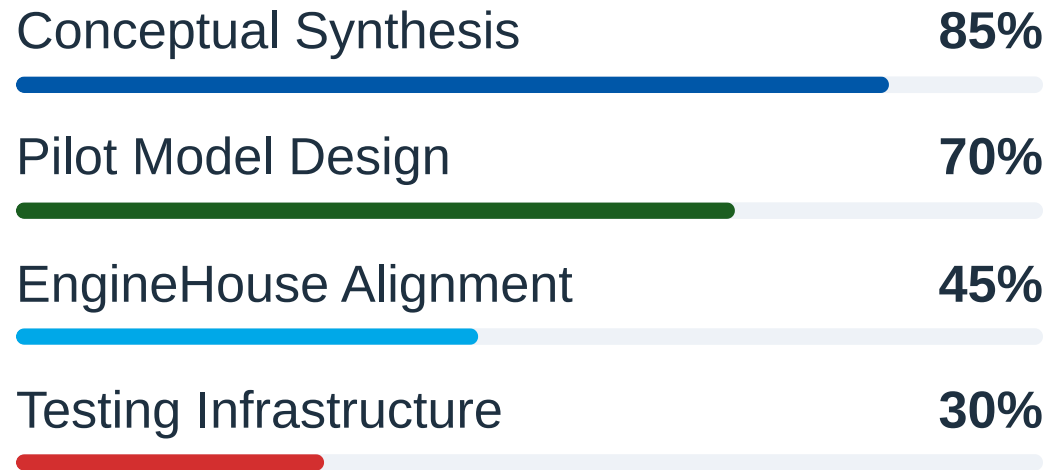 Conceptual Synthesis 85%
Pilot Model Design 70%
EngineHouse Alignment 45%
Testing Infrastructure 30%